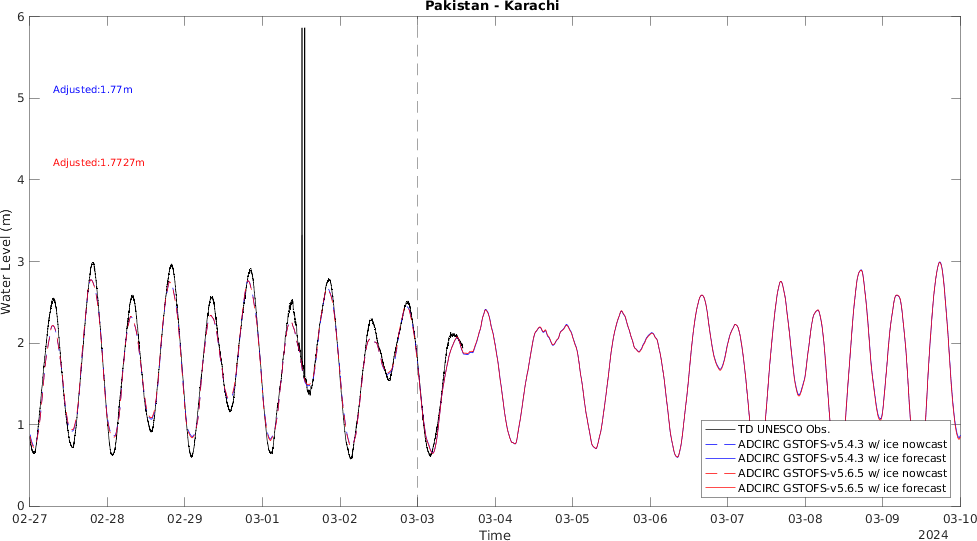 Pakistan - Karachi
6
5
4
3
2
1
0
Water Level (m)
Adjusted:1.77m
Adjusted:1.7727m
TD UNESCO Obs.
ADCIRC GSTOFS-v5.4.3 w/ ice nowcast
ADCIRC GSTOFS-v5.4.3 w/ ice forecast
ADCIRC GSTOFS-v5.6.5 w/ ice nowcast
ADCIRC GSTOFS-v5.6.5 w/ ice forecast
02-27 02-28 02-29 03-01 03-02 03-03 03-04 03-05 03-06 03-07 03-08 03-09 03-10
Time
2024